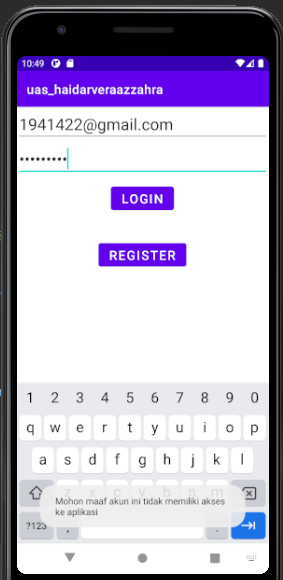 10:49
uas_haidarveraazzahra
1941422@gmail.com
•••••••••
LOGIN
REGISTER
1 2 3 4 5 6 7 8 9 0
q w e r t y u i o p
a s d f g h j k l
z x c v b n m
?123 , .
Mohon maaf akun ini tidak memiliki akses
ke aplikasi